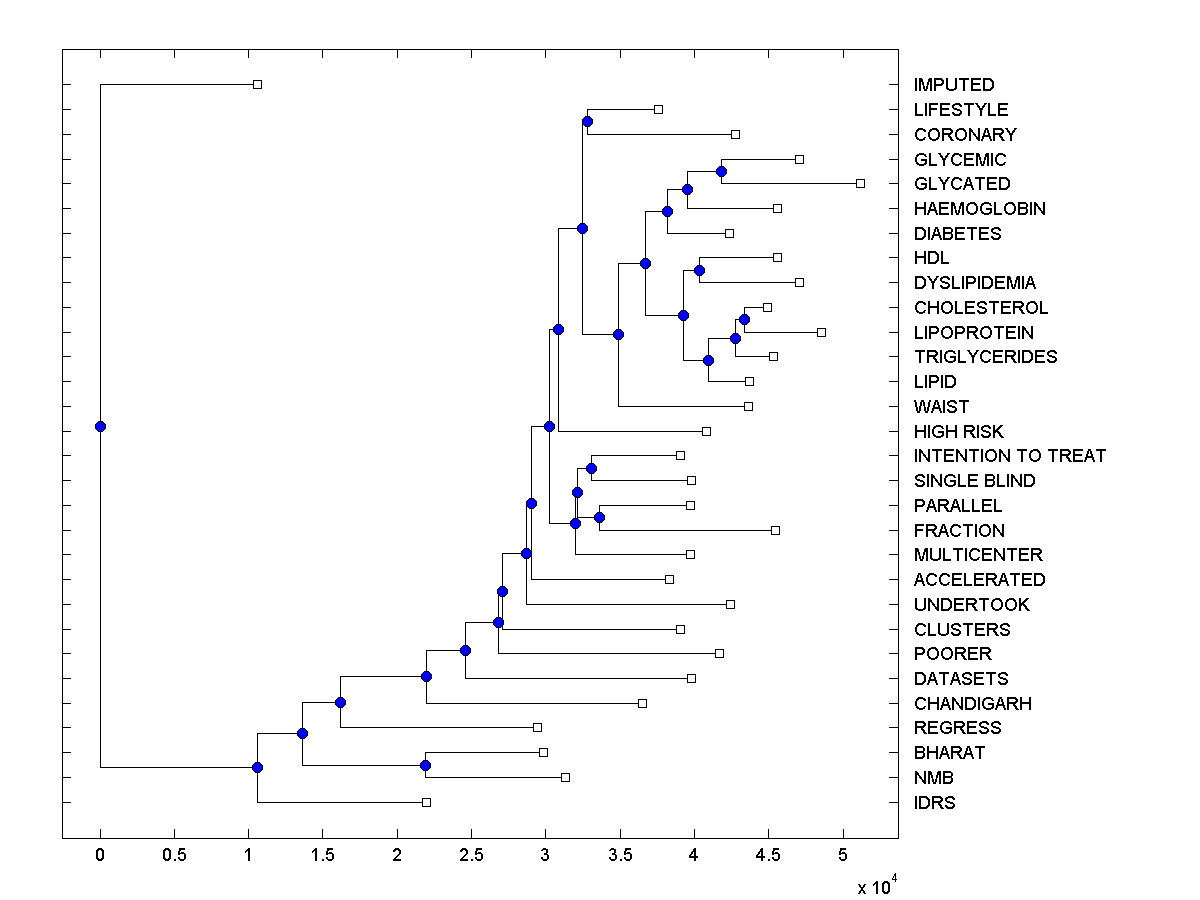 IMPUTED
LIFESTYLE
CORONARY
GLYCEMIC
GLYCATED
HAEMOGLOBIN
DIABETES
HDL
DYSLIPIDEMIA
CHOLESTEROL
LIPOPROTEIN
TRIGLYCERIDES
LIPID
WAIST
HIGH RISK
INTENTION TO TREAT
SINGLE BLIND
PARALLEL
FRACTION
MULTICENTER
ACCELERATED
UNDERTOOK
CLUSTERS
POORER
DATASETS
CHANDIGARH
REGRESS
BHARAT
NMB
IDRS
0 0.5 1 1.5 2 2.5 3 3.5 4 4.5 5
x 10^4